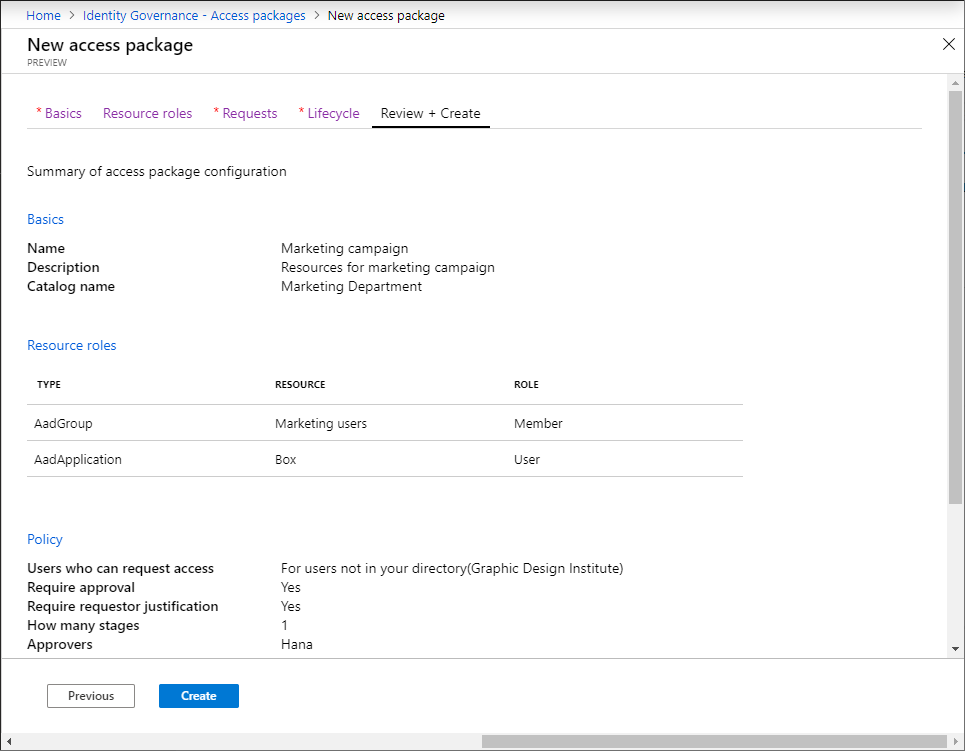 Home > Identity Governance - Access packages > New access package
New access package
PREVIEW
* Basics Resource roles * Requests * Lifecycle Review + Create
Summary of access package configuration
Basics
Name Marketing campaign
Description Resources for marketing campaign
Catalog name Marketing Department
Resource roles
TYPE RESOURCE ROLE
AadGroup Marketing users Member
AadApplication Box User
Policy
Users who can request access For users not in your directory(Graphic Design Institute)
Require approval Yes
Require requestor justification Yes
How many stages 1
Approvers Hana
Previous Create